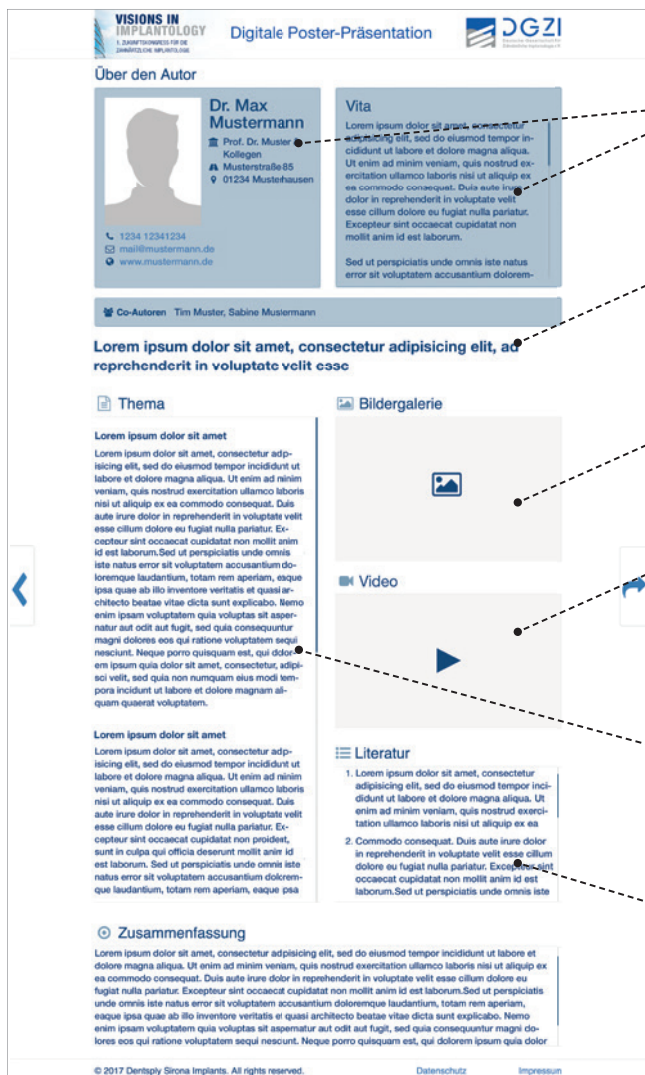 VISIONS IN
IMPLANTOLOGY
1. ZUKUNFTSKONGRESS FÜR DIE
ZAHNÄRZTLICHE IMPLANTOLOGIE
Digitale Poster-Präsentation
DGZI
Über den Autor
Dr. Max
Mustermann
Prof. Dr. Muster &
Kollegen
Musterstraße 85
01234 Musterhausen
1234 12341234
mail@mustermann.de
www.mustermann.de
Vita
Lorem ipsum dolor sit amet, consectetur
adipisicing elit, sed do eiusmod tempor in-
cididunt ut labore et dolore magna aliqua.
Ut enim ad minim veniam, quis nostrud ex-
ercitation ullamco laboris nisi ut aliquip ex
ea commodo consequat. Duis aute irure
dolor in reprehenderit in voluptate velit
esse cillum dolore eu fugiat nulla pariatur.
Excepteur sint occaecat cupidatat non
mollit anim id est laborum.
Sed ut perspiciatis unde omnis iste natus
error sit voluptatem accusantium dolorem-
Co-Autoren Tim Muster, Sabine Mustermann
Lorem ipsum dolor sit amet, consectetur adipisicing elit, ad
reprehenderit in voluptate velit esse
Thema
Lorem ipsum dolor sit amet
Lorem ipsum dolor sit amet, consectetur adip-
isicing elit, sed do eiusmod tempor incididunt ut
labore et dolore magna aliqua. Ut enim ad minim
veniam, quis nostrud exercitation ullamco laboris
nisi ut aliquip ex ea commodo consequat. Duis
aute irure dolor in reprehenderit in voluptate velit
esse cillum dolore eu fugiat nulla pariatur. Ex-
cepteur sint occaecat cupidatat non mollit anim
id est laborum.Sed ut perspiciatis unde omnis
iste natus error sit voluptatem accusantium do-
loremque laudantium, totam rem aperiam, eaque
ipsa quae ab illo inventore veritatis et quasi ar-
chitecto beatae vitae dicta sunt explicabo. Nemo
enim ipsam voluptatem quia voluptas sit asper-
natur aut odit aut fugit, sed quia consequuntur
magni dolores eos qui ratione voluptatem sequi
nesciunt. Neque porro quisquam est, qui dolor-
em ipsum quia dolor sit amet, consectetur, adipi-
sci velit, sed quia non numquam eius modi tem-
pora incidunt ut labore et dolore magnam ali-
quam quaerat voluptatem.
Lorem ipsum dolor sit amet
Lorem ipsum dolor sit amet, consectetur adip-
isicing elit, sed do eiusmod tempor incididunt ut
labore et dolore magna aliqua. Ut enim ad minim
veniam, quis nostrud exercitation ullamco laboris
nisi ut aliquip ex ea commodo consequat. Duis
aute irure dolor in reprehenderit in voluptate velit
esse cillum dolore eu fugiat nulla pariatur. Ex-
cepteur sint occaecat cupidatat non proident,
sunt in culpa qui officia deserunt mollit anim id
est laborum. Sed ut perspiciatis unde omnis iste
natus error sit voluptatem accusantium dolorem-
que laudantium, totam rem aperiam, eaque ipsa
Bildergalerie
Video
Literatur
1. Lorem ipsum dolor sit amet, consectetur
adipisicing elit, sed do eiusmod tempor inci-
didunt ut labore et dolore magna aliqua. Ut
enim ad minim veniam, quis nostrud exerci-
tation ullamco laboris nisi ut aliquip ex ea
2. Commodo consequat. Duis aute irure dolor
in reprehenderit in voluptate velit esse cillum
dolore eu fugiat nulla pariatur. Excepteur sint
occaecat cupidatat non mollit anim id est
laborum.Sed ut perspiciatis unde omnis iste
Zusammenfassung
Lorem ipsum dolor sit amet, consectetur adipisicing elit, sed do eiusmod tempor incididunt ut labore et
dolore magna aliqua. Ut enim ad minim veniam, quis nostrud exercitation ullamco laboris nisi ut aliquip ex
ea commodo consequat. Duis aute irure dolor in reprehenderit in voluptate velit esse cillum dolore eu
fugiat nulla pariatur. Excepteur sint occaecat cupidatat non mollit anim id est laborum.Sed ut perspiciatis
unde omnis iste natus error sit voluptatem accusantium doloremque laudantium, totam rem aperiam,
eaque ipsa quae ab illo inventore veritatis et quasi architecto beatae vitae dicta sunt explicabo. Nemo
enim ipsam voluptatem quia voluptas sit aspernatur aut odit aut fugit, sed quia consequuntur magni do-
lores eos qui ratione voluptatem sequi nesciunt. Neque porro quisquam est, qui dolorem ipsum quia dolor
© 2017 Dentsply Sirona Implants. All rights reserved.
Datenschutz
Impressum